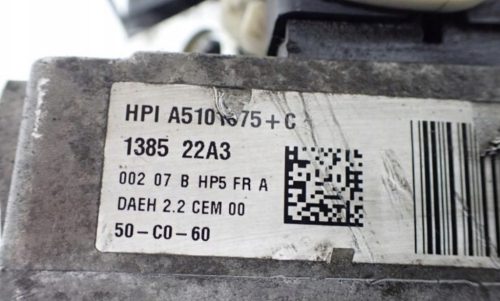 HPI A5101675+C
1385 22A3
002 07 B HP5 FR A
DAEH 2.2 CEM 00
50-C0-60